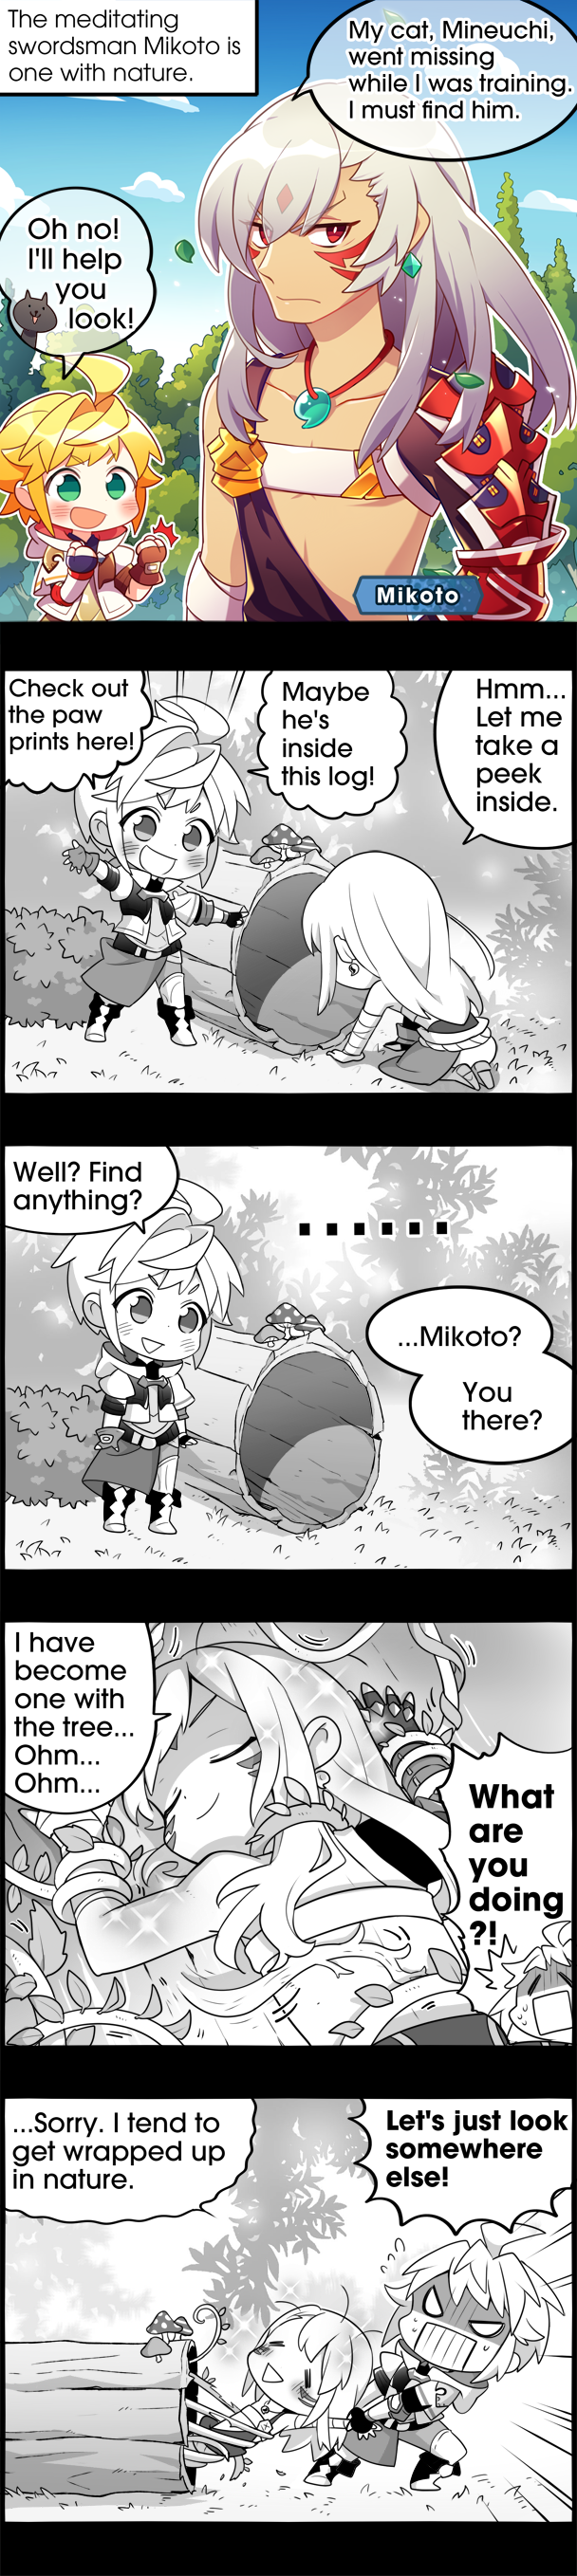 The meditating
swordsman Mikoto is
one with nature.
My cat, Mineuchi,
went missing
while I was training.
I must find him.
Oh no!
I'll help
you
look!
Mikoto
Check out
the paw
prints here!
Maybe
he's
inside
this log!
Hmm...
Let me
take a
peek
inside.
Well? Find
anything?
......
...Mikoto?
You
there?
I have
become
one with
the tree...
Ohm...
Ohm...
What
are
you
doing
?!
...Sorry. I tend to
get wrapped up
in nature.
Let's just look
somewhere
else!